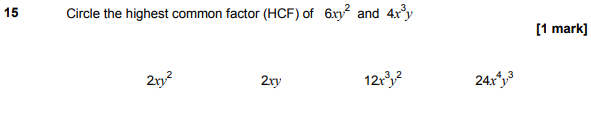 15 Circle the highest common factor (HCF) of 6xy² and 4x³y
[1 mark]
2xy² 2xy 12x³y² 24x⁴y³